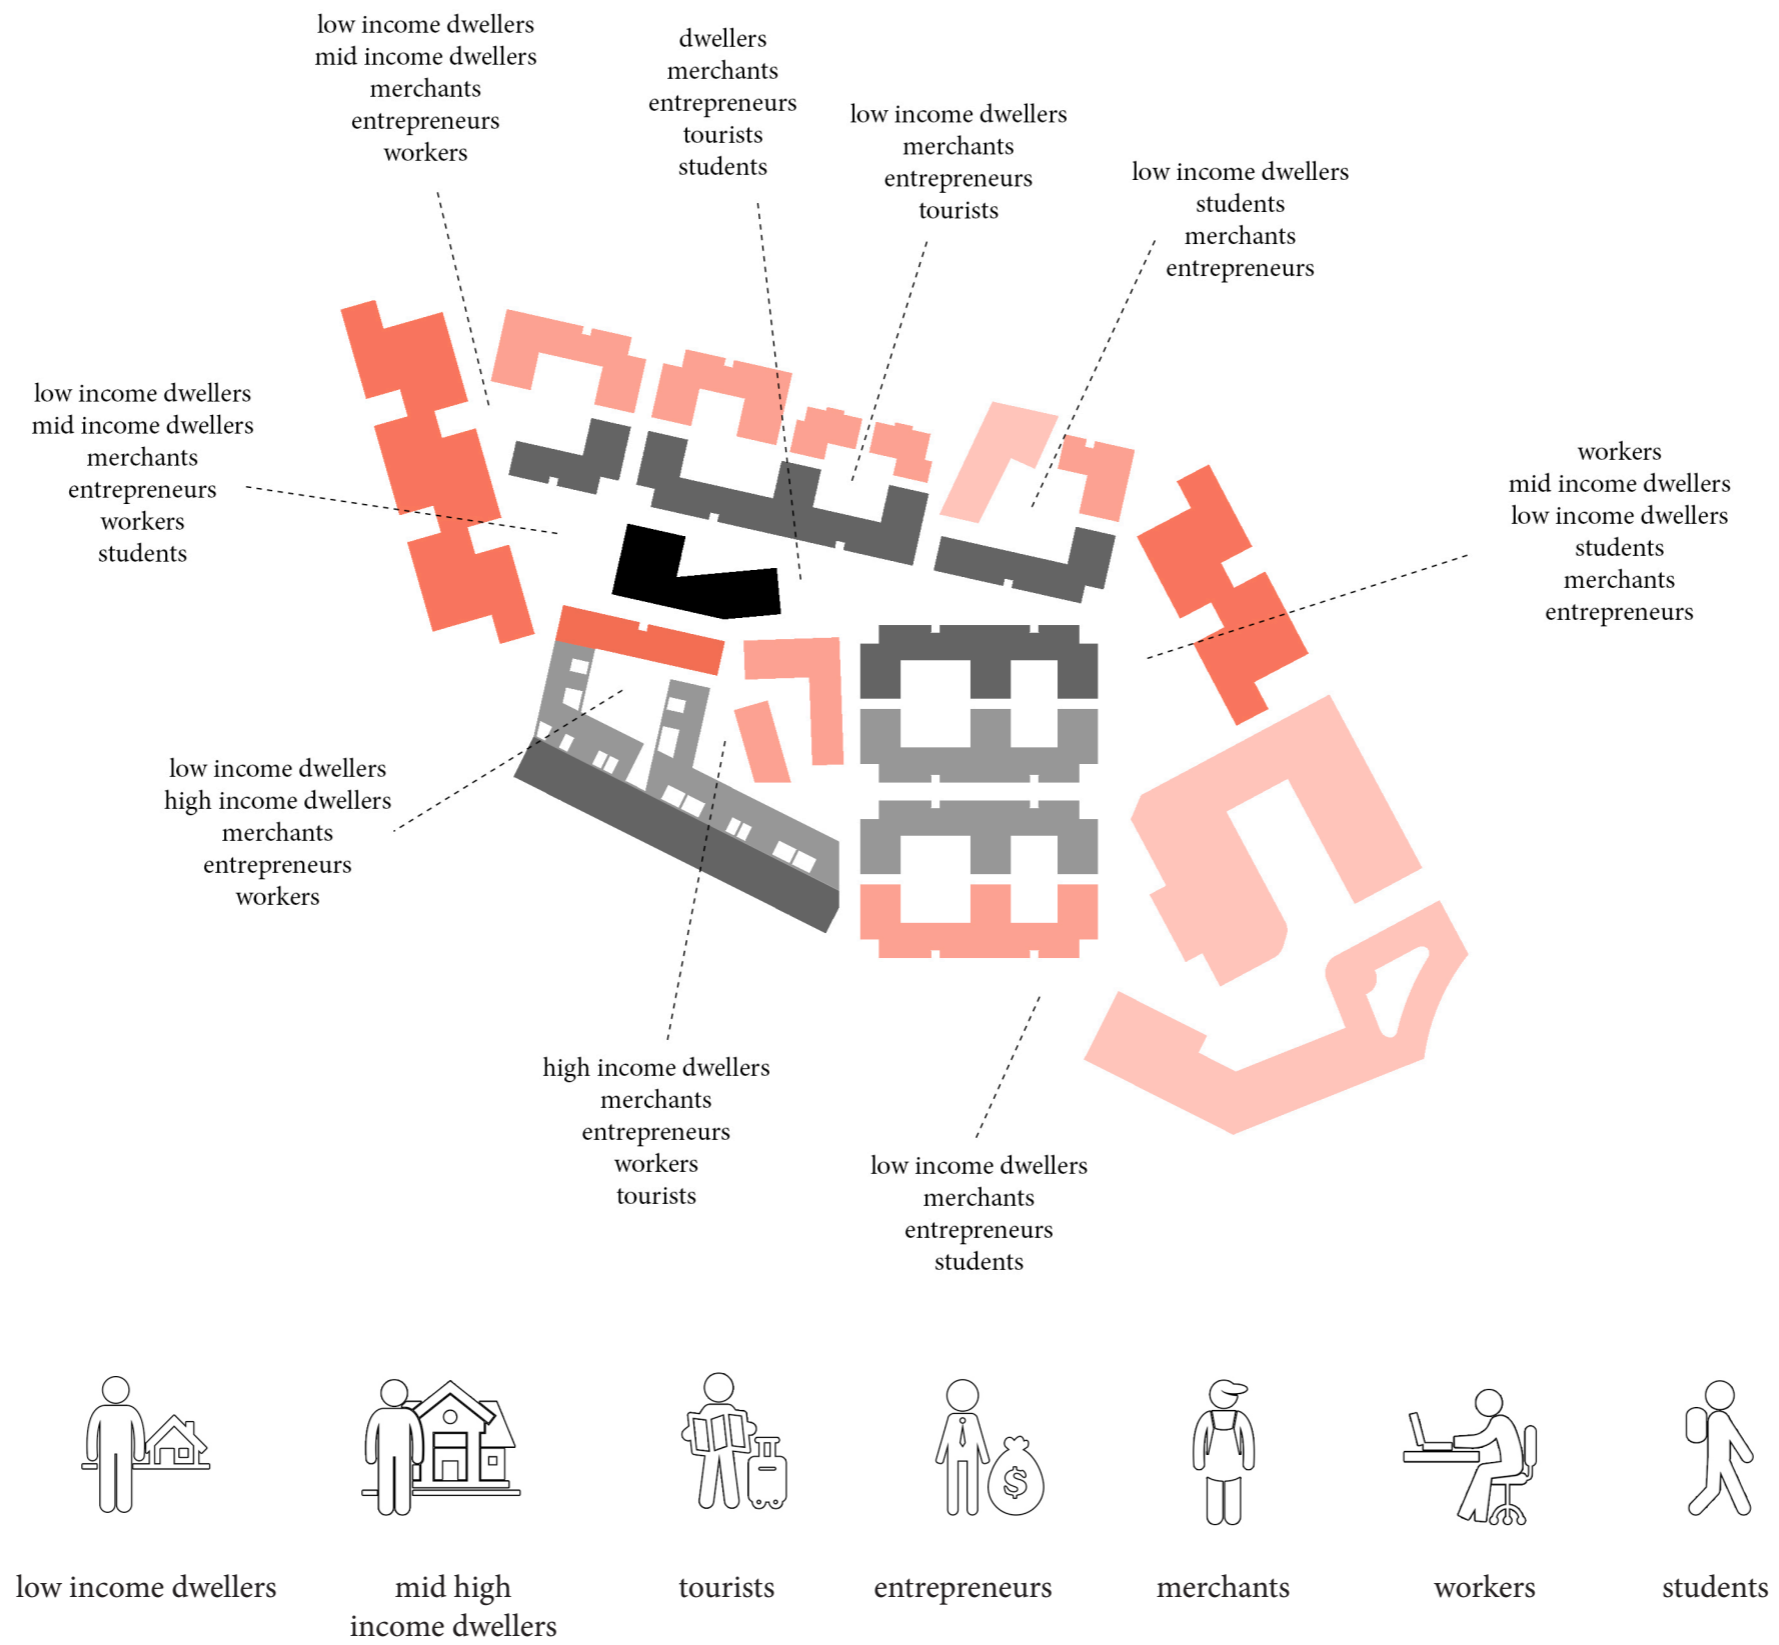 low income dwellers
mid income dwellers
merchants
entrepreneurs
workers
dwellers
merchants
entrepreneurs
tourists
students
low income dwellers
merchants
entrepreneurs
tourists
low income dwellers
students
merchants
entrepreneurs
low income dwellers
mid income dwellers
merchants
entrepreneurs
workers
students
workers
mid income dwellers
low income dwellers
students
merchants
entrepreneurs
low income dwellers
high income dwellers
merchants
entrepreneurs
workers
high income dwellers
merchants
entrepreneurs
workers
tourists
low income dwellers
merchants
entrepreneurs
students
$
low income dwellers
mid high
income dwellers
tourists
entrepreneurs
merchants
workers
students